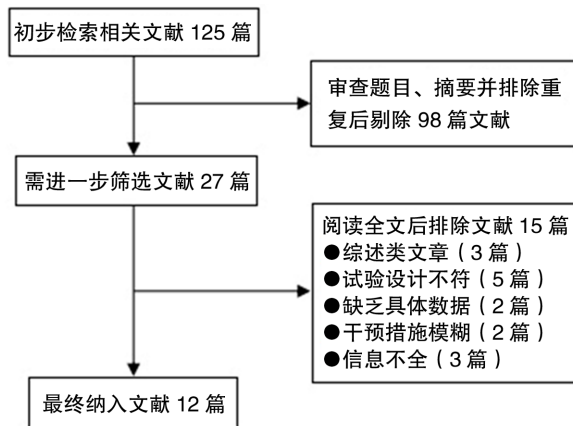 初步检索相关文献 125 篇
审查题目、摘要并排除重
复后剔除 98 篇文献
需进一步筛选文献 27 篇
阅读全文后排除文献 15 篇
●综述类文章（3 篇）
●试验设计不符（5 篇）
●缺乏具体数据（2 篇）
●干预措施模糊（2 篇）
●信息不全（3 篇）
最终纳入文献 12 篇